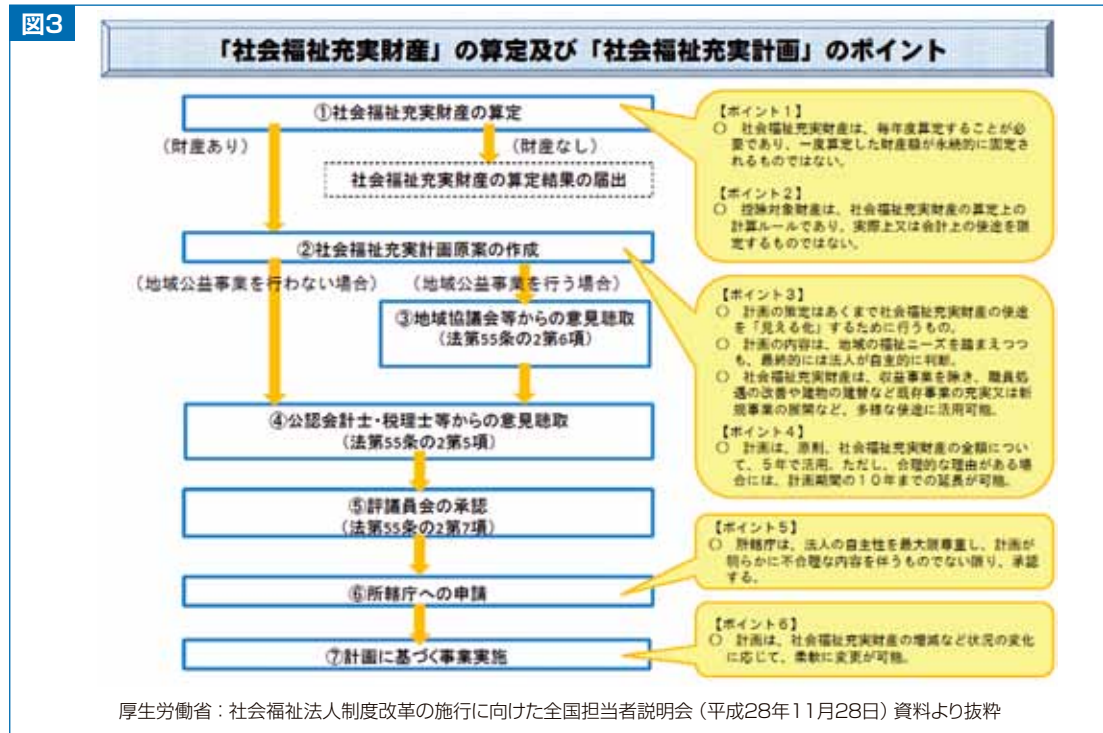 図3
「社会福祉充実財産」の算定及び「社会福祉充実計画」のポイント
①社会福祉充実財産の算定
（財産あり）
（財産なし）
社会福祉充実財産の算定結果の届出
②社会福祉充実計画原案の作成
（地域公益事業を行わない場合）
（地域公益事業を行う場合）
③地域協議会等からの意見聴取
（法第55条の2第6項）
④公認会計士・税理士等からの意見聴取
（法第55条の2第5項）
⑤評議員会の承認
（法第55条の2第7項）
⑥所轄庁への申請
⑦計画に基づく事業実施
【ポイント1】
○ 社会福祉充実財産は、毎年度算定することが必
要であり、一度算定した財産額が永続的に固定さ
れるものではない。
【ポイント2】
○ 控除対象財産は、社会福祉充実財産の算定上の
計算ルールであり、実際上又は会計上の使途を限
定するものではない。
【ポイント3】
○ 計画の策定はあくまで社会福祉充実財産の使途
を「見える化」するために行うもの。
○ 計画の内容は、地域の福祉ニーズを踏まえつつ
も、最終的には法人が自主的に判断。
○ 社会福祉充実財産は、収益事業を除き、職員処
遇の改善や建物の建替など既存事業の充実又は新
規事業の展開など、多様な使途に活用可能。
【ポイント4】
○ 計画は、原則、社会福祉充実財産の全額につい
て、5年で活用。ただし、合理的な理由がある場
合には、計画期間の10年までの延長が可能。
【ポイント5】
○ 所轄庁は、法人の自主性を最大限尊重し、計画が
明らかに不合理な内容を伴うものでない限り、承認
する。
【ポイント6】
○ 計画は、社会福祉充実財産の増減など状況の変化
に応じて、柔軟に変更が可能。
厚生労働省：社会福祉法人制度改革の施行に向けた全国担当者説明会（平成28年11月28日）資料より抜粋